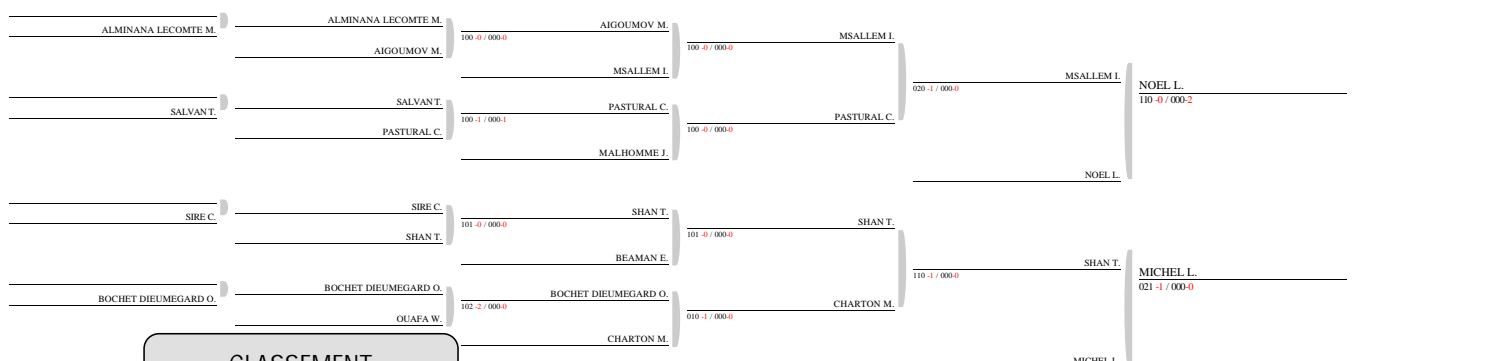 ALMINANA LECOMTE M.
SALVAN T.
SIRE C.
BOCHET DIEUMEGARD O.
ALMINANA LECOMTE M.
AIGOUMOV M.
SALVAN T.
PASTURAL C.
SIRE C.
SHAN T.
BOCHET DIEUMEGARD O.
OUAFA W.
AIGOUMOV M.
100 -0 / 000-0
MSALLEM I.
PASTURAL C.
100 -1 / 000-1
MALHOMME J.
SHAN T.
101 -0 / 000-0
BEAMAN E.
BOCHET DIEUMEGARD O.
102 -2 / 000-0
CHARTON M.
MSALLEM I.
100 -0 / 000-0
PASTURAL C.
100 -0 / 000-0
SHAN T.
101 -0 / 000-0
CHARTON M.
010 -1 / 000-0
MSALLEM I.
020 -1 / 000-0
NOEL L.
SHAN T.
110 -1 / 000-0
MICHEL L.
NOEL L.
110 -0 / 000-2
MICHEL L.
021 -1 / 000-0
CLASSEMENT